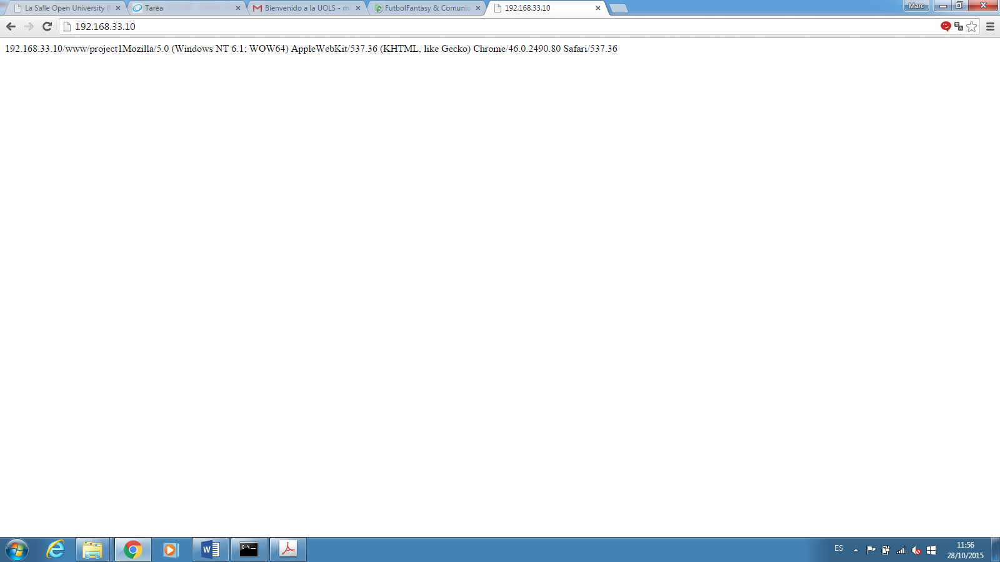 La Salle Open University (
Tarea
Bienvenido a la UOLS - m
FutbolFantasy & Comunio
192.168.33.10
Marc
192.168.33.10
192.168.33.10/www/project1Mozilla/5.0 (Windows NT 6.1; WOW64) AppleWebKit/537.36 (KHTML, like Gecko) Chrome/46.0.2490.80 Safari/537.36
ES
11:56
28/10/2015